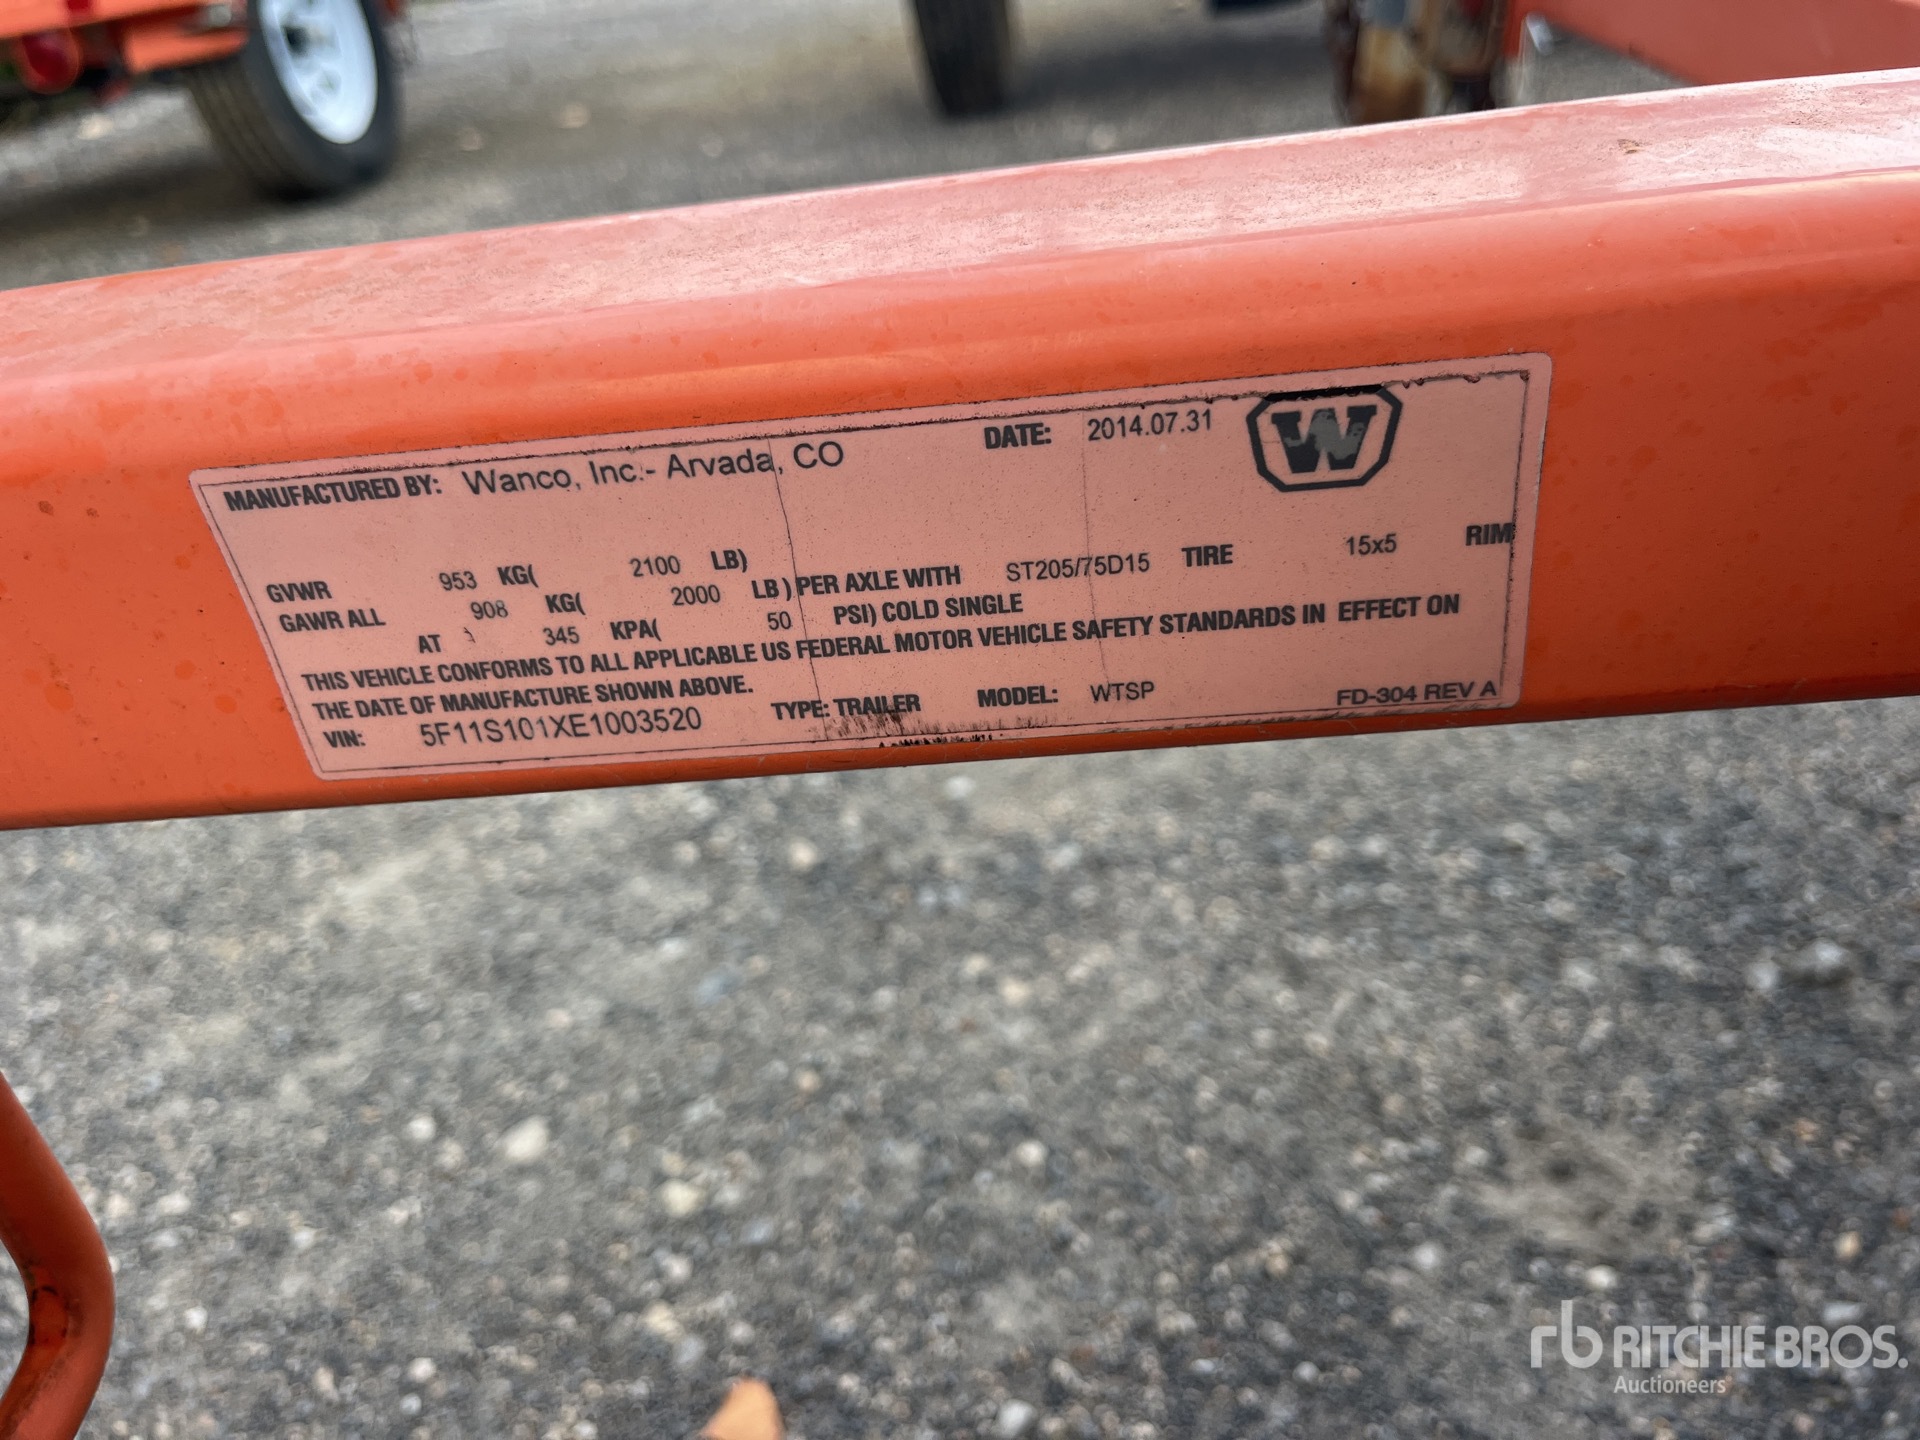 MANUFACTURED BY: Wanco, Inc.- Arvada, CO DATE: 2014.07.31 W
GVWR 953 KG( 2100 LB)
GAWR ALL 908 KG( 2000 LB) PER AXLE WITH ST205/75D15 TIRE 15x5 RIM
AT 345 KPA( 50 PSI) COLD SINGLE
THIS VEHICLE CONFORMS TO ALL APPLICABLE US FEDERAL MOTOR VEHICLE SAFETY STANDARDS IN EFFECT ON
THE DATE OF MANUFACTURE SHOWN ABOVE.
VIN: 5F11S101XE1003520 TYPE: TRAILER MODEL: WTSP FD-304 REV A
rb RITCHIE BROS.
Auctioneers